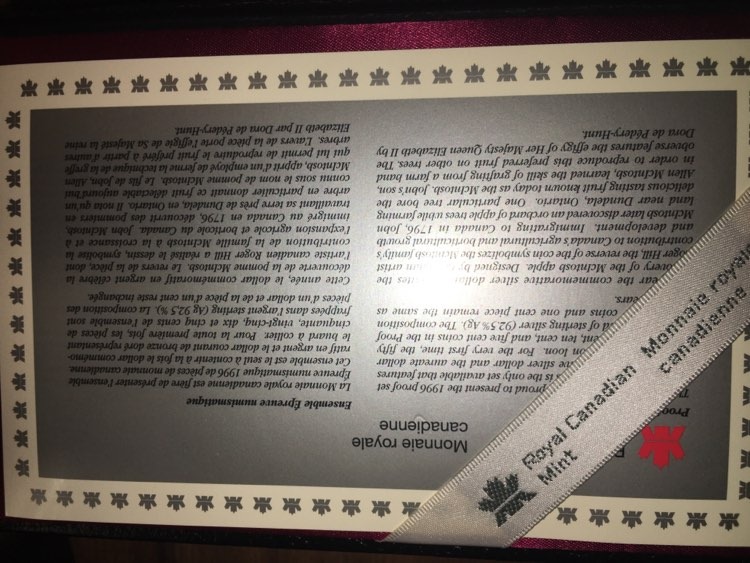 Monnaie royale
canadienne
proud to present the 1996 proof set
is the only set available that features
silver dollar and the aureate dollar
loon. For the very first time, the fifty
ten cent, and five cent coins in the Proof
of sterling silver (92.5% Ag). The composition
coins and one cent piece remain the same as
year the commemorative silver the
of the McIntosh apple. Designed by artist
Hill, the reverse of the coin symbolizes the McIntosh family's
contribution to Canada's agricultural and horticultural growth
and development. Immigrating to Canada in 1796, John
McIntosh later discovered an orchard of apple trees while farming
land near Dundela, Ontario. One particular tree bore the
delicious tasting fruit known today as the McIntosh. John's son,
Allen McIntosh, learned the skill of grafting from a farm hand
in order to reproduce this preferred fruit on other trees. The
obverse features the effigy of Her Majesty Queen Elizabeth II by
Dora de Pédery-Hunt.
Ensemble Épreuve numismatique
La Monnaie royale canadienne est fière de présenter l'ensemble
Épreuve numismatique 1996 de pièces de monnaie canadienne.
Cet ensemble est le seul à contenir à la fois le dollar commémo-
ratif en argent et le dollar courant de bronze doré représentant
le huard à collier. Pour la toute première fois, les pièces de
cinquante, vingt-cinq, dix et cinq cents de l'ensemble sont
frappées dans l'argent sterling (Ag 92,5 %). La composition des
pièces d'un dollar et de la pièce d'un cent reste inchangée.
Cette année, le dollar commémoratif en argent célèbre la
découverte de la pomme McIntosh. Le revers de la pièce, dont
l'artiste canadien Roger Hill a réalisé le dessin, symbolise la
contribution de la famille McIntosh à la croissance et à
l'expansion agricole et horticole du Canada. John McIntosh,
immigré au Canada en 1796, découvrit des pommiers en
travaillant sa terre près de Dundela, en Ontario. Il nota qu'un
arbre en particulier donnait ce fruit délectable aujourd'hui
connu sous le nom de pomme McIntosh. Le fils de John, Allen
McIntosh, apprit d'un employé de ferme la technique de la greffe
qui lui permit de reproduire le fruit préféré à partir d'autres
arbres. L'avers de la pièce porte l'effigie de Sa Majesté la reine
Elizabeth II par Dora de Pédery-Hunt.
Royal Canadian
Mint
Monnaie royale
canadienne